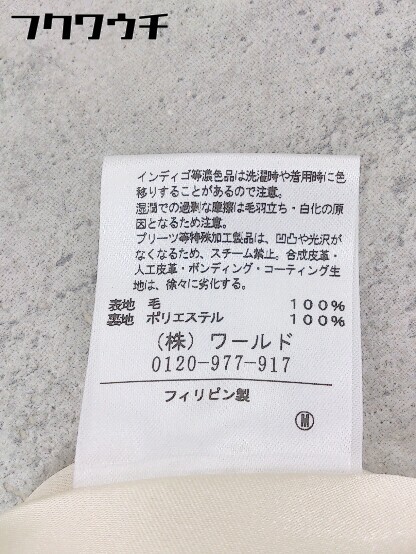 フクワウチ
インディゴ等濃色品は洗濯時や着用時に色
移りすることがあるので注意。
湿潤での過剰な摩擦は毛羽立ち・白化の原
因となるため注意。
プリーツ等特殊加工製品は、凹凸や光沢が
なくなるため、スチーム禁止。合成皮革・
人工皮革・ボンディング・コーティング生
地は、徐々に劣化する。
表地 毛 100%
裏地 ポリエステル 100%
(株) ワールド
0120-977-917
フィリピン製
Ⓜ